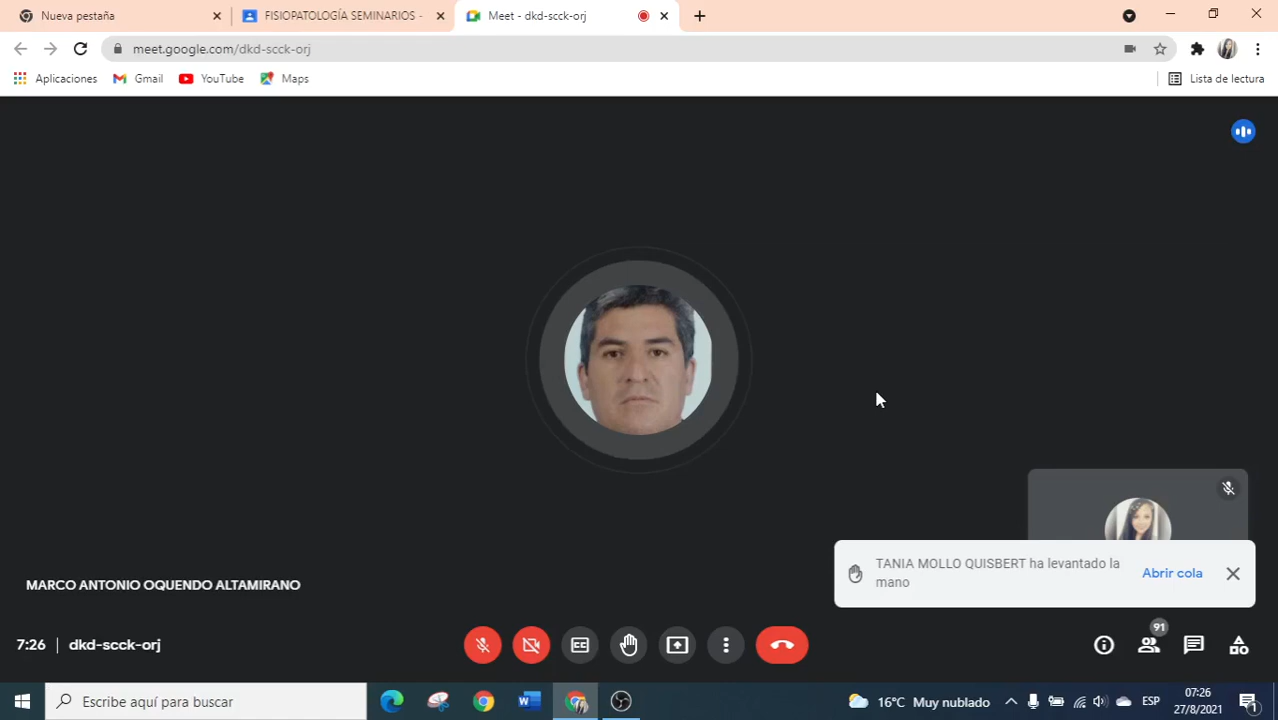 Nueva pestaña
FISIOPATOLOGÍA SEMINARIOS -
Meet - dkd-scck-orj
meet.google.com/dkd-scck-orj
Aplicaciones
Gmail
YouTube
Maps
Lista de lectura
TANIA MOLLO QUISBERT ha levantado la
mano
Abrir cola
MARCO ANTONIO OQUENDO ALTAMIRANO
7:26 | dkd-scck-orj
CC
91
Escribe aquí para buscar
16°C Muy nublado
ESP
07:26
27/8/2021
1